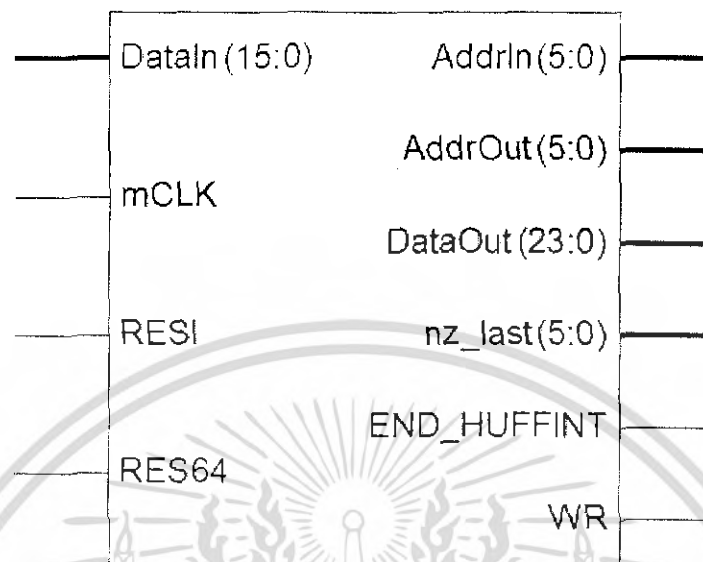 DataIn(15:0)
mCLK
RESI
RES64
AddrIn(5:0)
AddrOut(5:0)
DataOut(23:0)
nz_last(5:0)
END_HUFFINT
WR